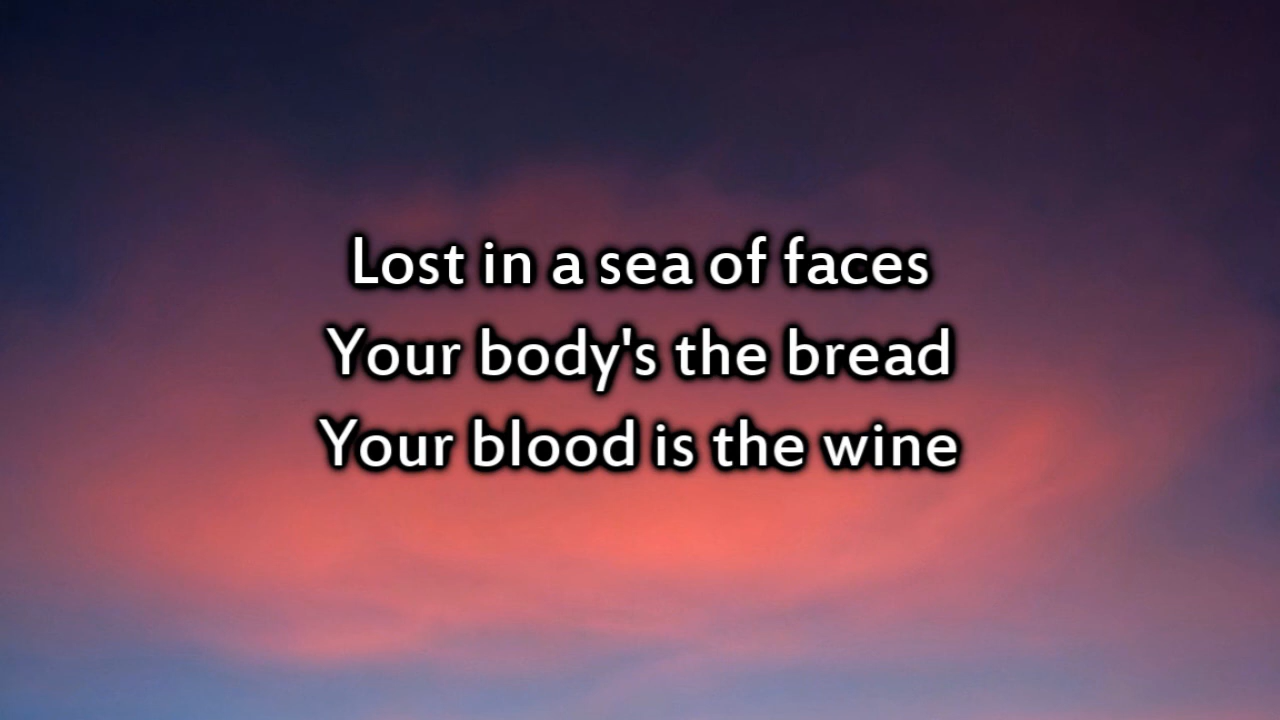 Lost in a sea of faces
Your body's the bread
Your blood is the wine